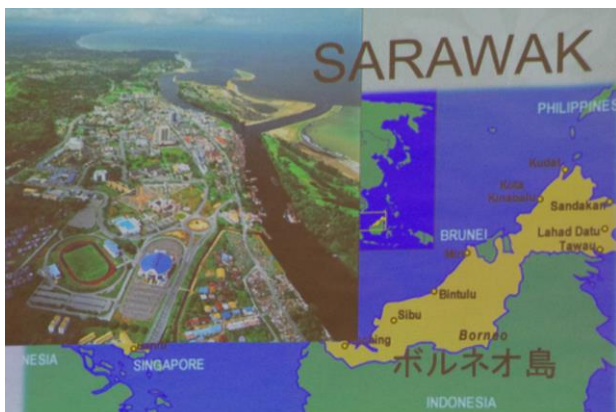 SARAWAK
PHILIPPINES
Kudat
Kota
Kinabalu
Sandakan
Lahad Datu
BRUNEI
Tawau
Bintulu
Sibu
Borneo
ボルネオ島
SINGAPORE
INDONESIA